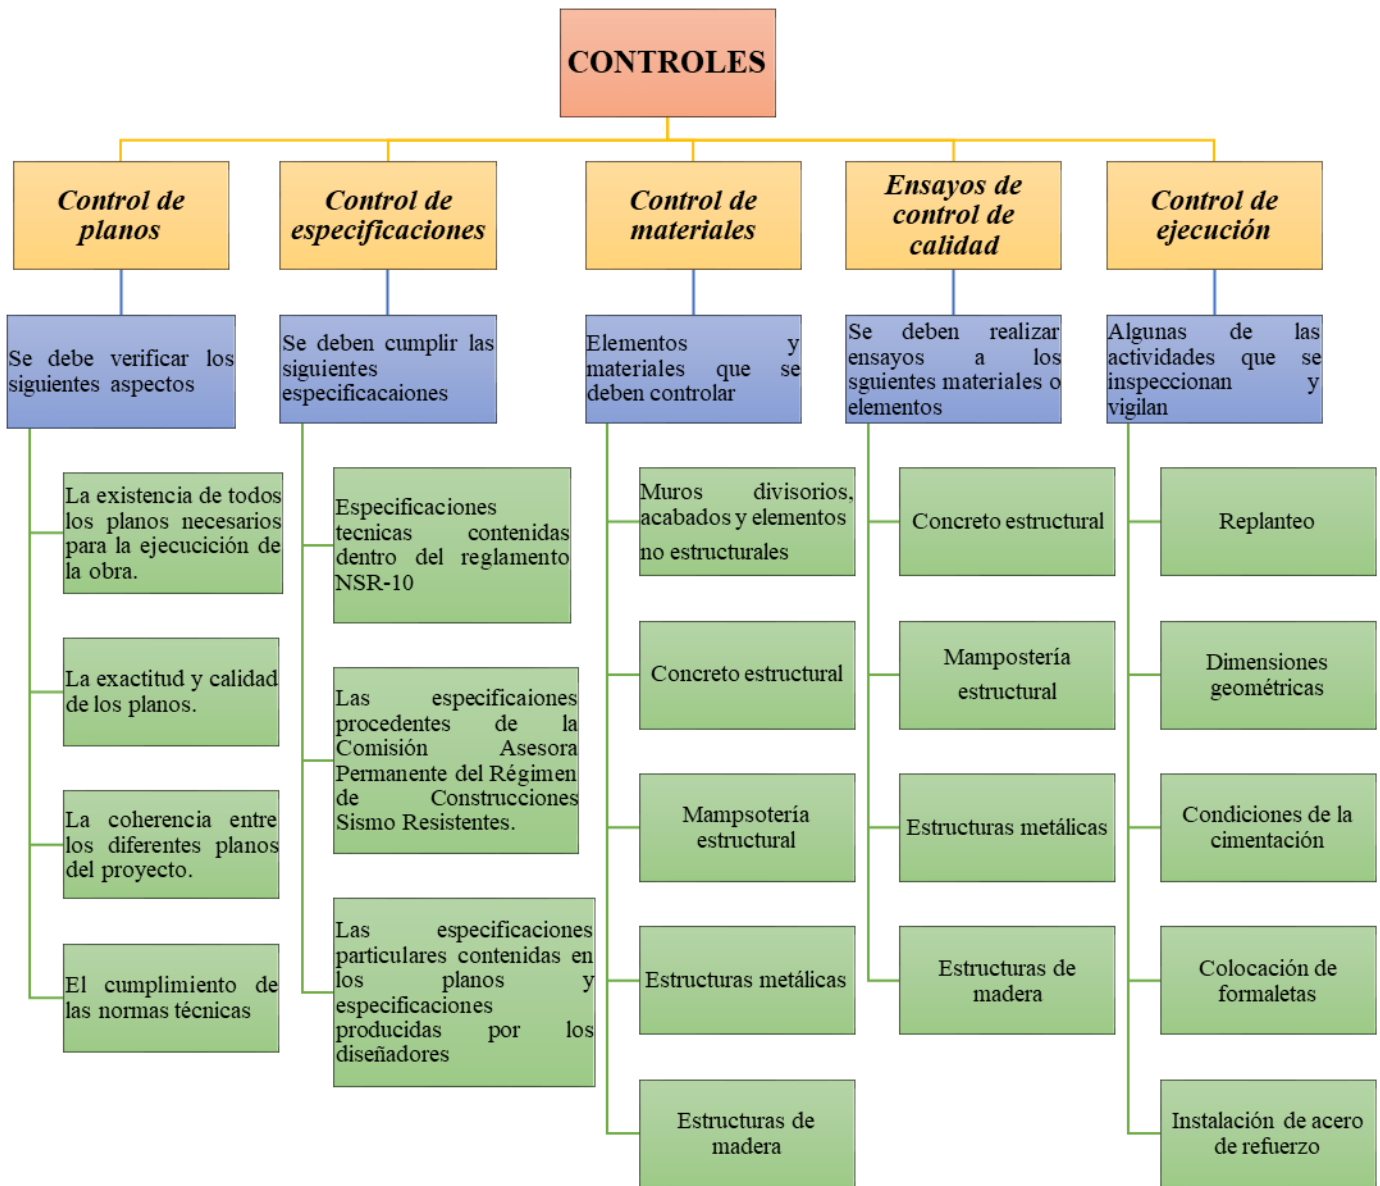 CONTROLES
Control de
planos
Control de
especificaciones
Control de
materiales
Ensayos de
control de
calidad
Control de
ejecución
Se debe verificar los
siguientes aspectos
Se deben cumplir las
siguientes
especificacaiones
Elementos y
materiales que se
deben controlar
Se deben realizar
ensayos a los
sguientes materiales o
elementos
Algunas de las
actividades que se
inspeccionan y
vigilan
La existencia de todos
los planos necesarios
para la ejecucición de
la obra.
La exactitud y calidad
de los planos.
La coherencia entre
los diferentes planos
del proyecto.
El cumplimiento de
las normas técnicas
Especificaciones
tecnicas contenidas
dentro del reglamento
NSR-10
Las especificaiones
procedentes de la
Comisión Asesora
Permanente del Régimen
de Construcciones
Sismo Resistentes.
Las especificaciones
particulares contenidas en
los planos y
especificaciones
producidas por los
diseñadores
Muros divisorios,
acabados y elementos
no estructurales
Concreto estructural
Mampsotería
estructural
Estructuras metálicas
Estructuras de
madera
Concreto estructural
Mampostería
estructural
Estructuras metálicas
Estructuras de
madera
Replanteo
Dimensiones
geométricas
Condiciones de la
cimentación
Colocación de
formaletas
Instalación de acero
de refuerzo